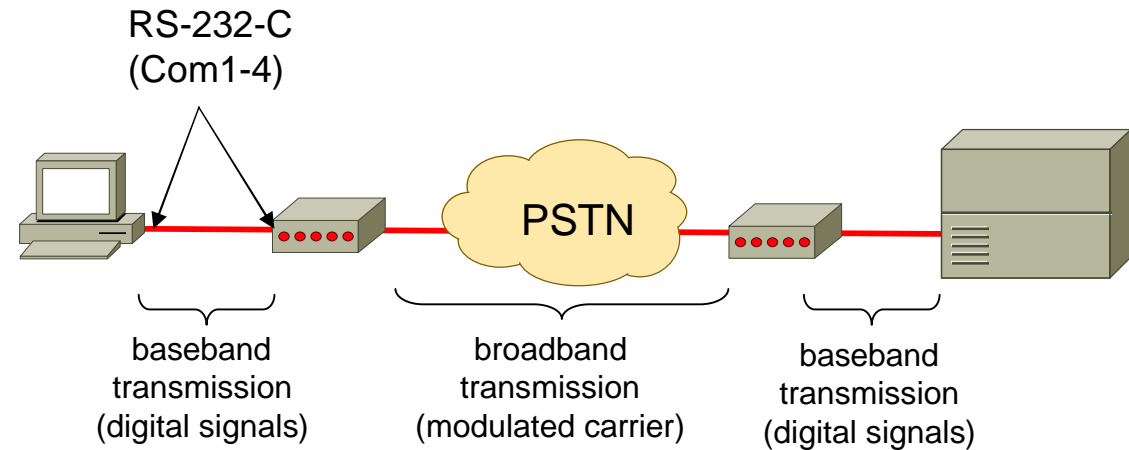 RS-232-C
(Com1-4)
PSTN
baseband
transmission
(digital signals)
broadband
transmission
(modulated carrier)
baseband
transmission
(digital signals)